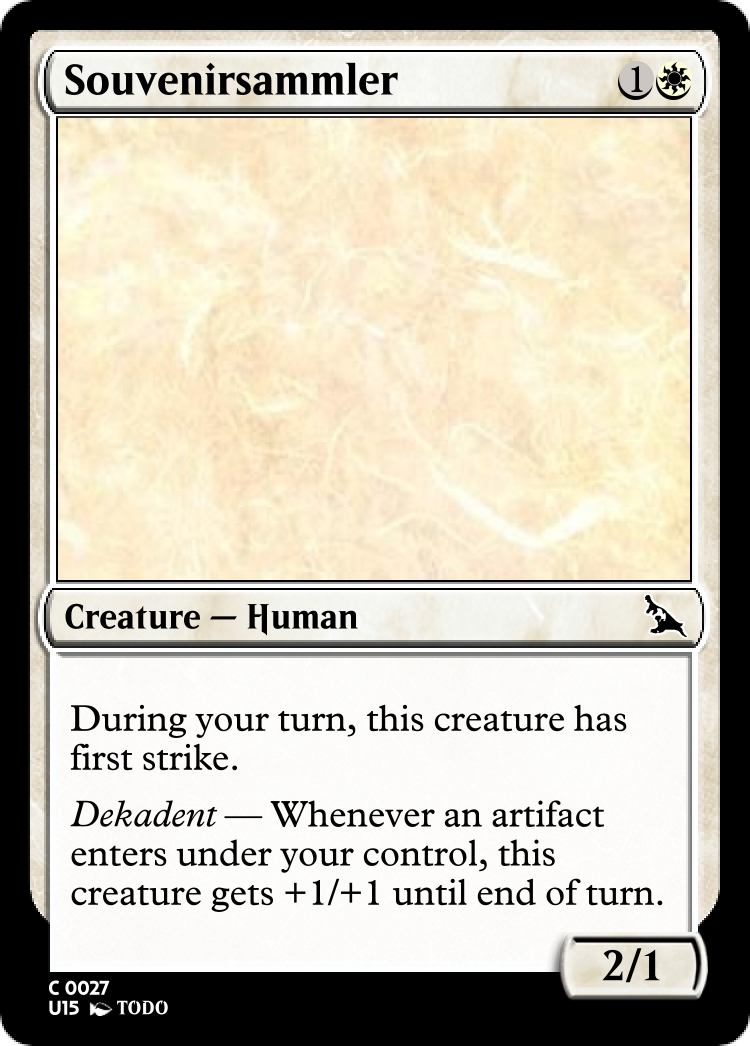 Souvenirsammler 1
Creature — Human
During your turn, this creature has
first strike.
Dekadent — Whenever an artifact
enters under your control, this
creature gets +1/+1 until end of turn.
2/1
C 0027
U15 TODO